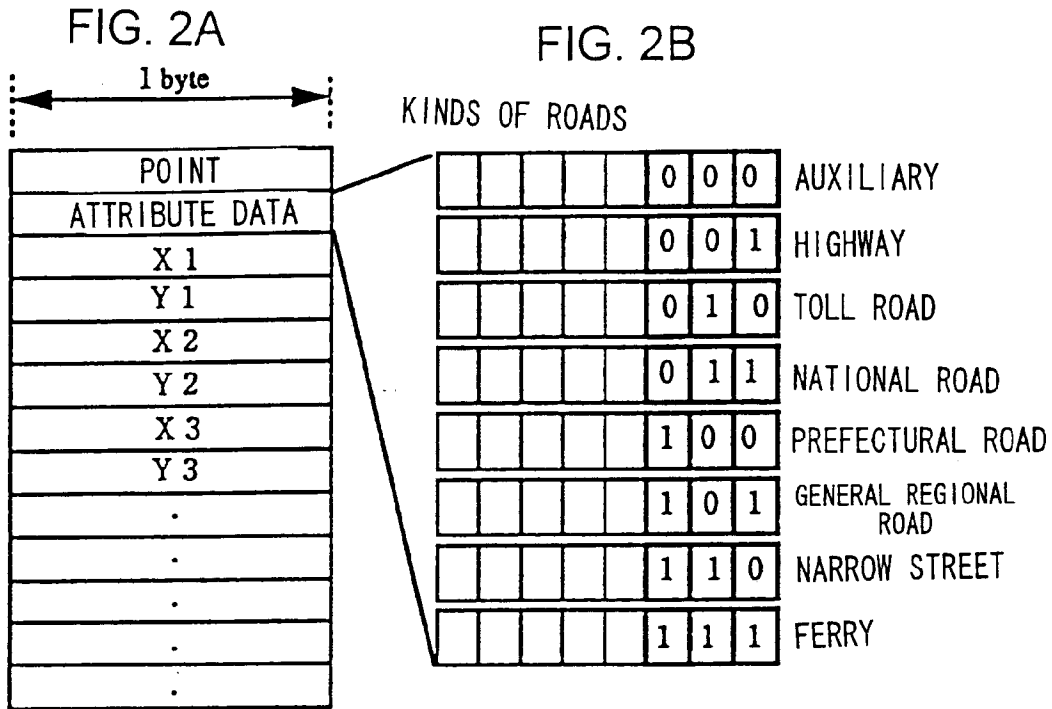 FIG. 2A
1 byte
POINT
ATTRIBUTE DATA
X 1
Y 1
X 2
Y 2
X 3
Y 3
.
.
.
.
.
FIG. 2B
KINDS OF ROADS
0 0 0 AUXILIARY
0 0 1 HIGHWAY
0 1 0 TOLL ROAD
0 1 1 NATIONAL ROAD
1 0 0 PREFECTURAL ROAD
1 0 1 GENERAL REGIONAL
ROAD
1 1 0 NARROW STREET
1 1 1 FERRY